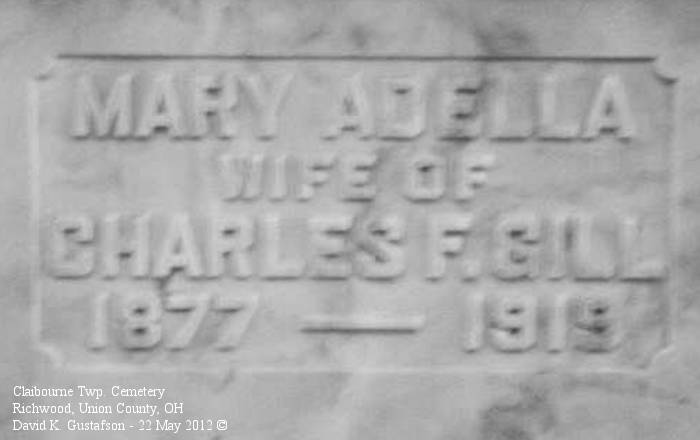 MARY ADELLA
WIFE OF
CHARLES F. GILL
1877 — 1919
Claibourne Twp. Cemetery
Richwood, Union County, OH
David K. Gustafson - 22 May 2012 ©